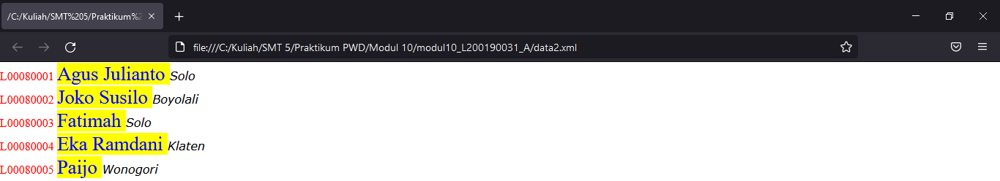 /C:/Kuliah/SMT%205/Praktikum%2
file:///C:/Kuliah/SMT 5/Praktikum PWD/Modul 10/modul10_L200190031_A/data2.xml
L00080001 Agus Julianto Solo
L00080002 Joko Susilo Boyolali
L00080003 Fatimah Solo
L00080004 Eka Ramdani Klaten
L00080005 Paijo Wonogori